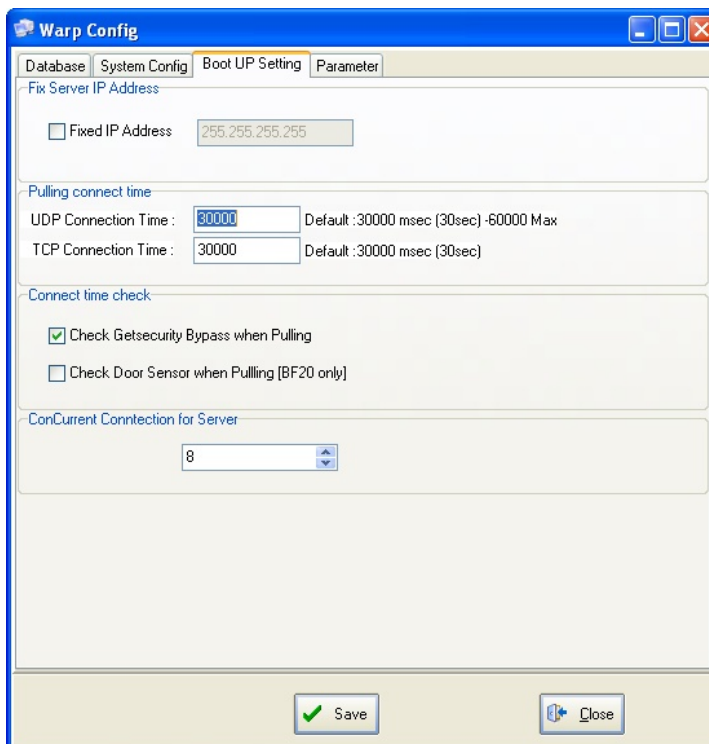 Warp Config
Database System Config Boot UP Setting Parameter
Fix Server IP Address
Fixed IP Address 255.255.255.255
Pulling connect time
UDP Connection Time : 30000 Default :30000 msec (30sec) -60000 Max
TCP Connection Time : 30000 Default :30000 msec (30sec)
Connect time check
Check Getsecurity Bypass when Pulling
Check Door Sensor when Pullling [BF20 only]
ConCurrent Conntection for Server
8
Save Close